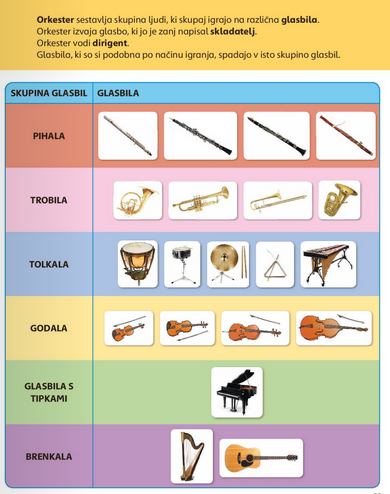 Orkester sestavlja skupina ljudi, ki skupaj igrajo na različna glasbila.
Orkester izvaja glasbo, ki jo je zanj napisal skladatelj.
Orkester vodi dirigent.
Glasbila, ki so si podobna po načinu igranja, spadajo v isto skupino glasbil.
SKUPINA GLASBIL GLASBILA
PIHALA
TROBILA
TOLKALA
GODALA
GLASBILA S
TIPKAMI
BRENKALA